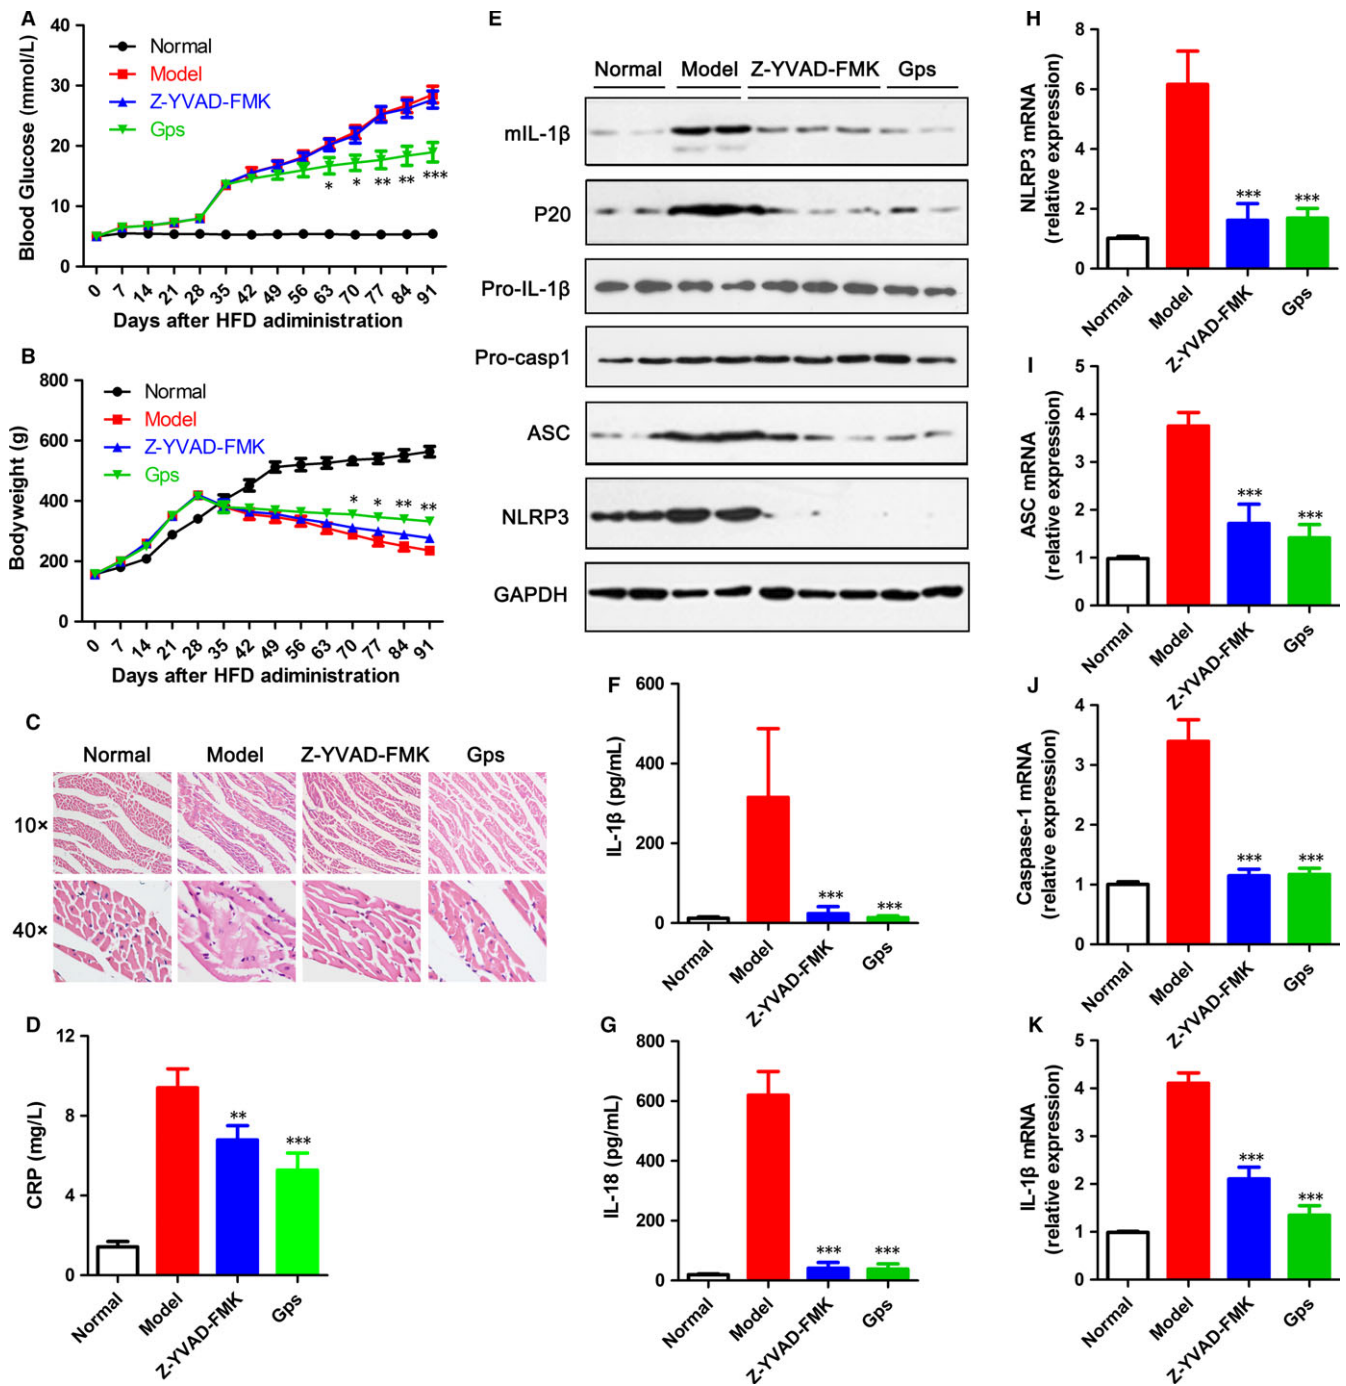 A
Blood Glucose (mmol/L)
40
30
20
10
0
Normal
Model
Z-YVAD-FMK
Gps
* * ** ** ***
0 7 14 21 28 35 42 49 56 63 70 77 84 91
Days after HFD adiministration
B
Bodyweight (g)
800
600
400
200
0
Normal
Model
Z-YVAD-FMK
Gps
* * ** **
0 7 14 21 28 35 42 49 56 63 70 77 84 91
Days after HFD adiministration
C
Normal Model Z-YVAD-FMK Gps
10×
40×
D
CRP (mg/L)
12
8
4
0
** ***
Normal Model Z-YVAD-FMK Gps
E
Normal Model Z-YVAD-FMK Gps
mIL-1β
P20
Pro-IL-1β
Pro-casp1
ASC
NLRP3
GAPDH
F
IL-1β (pg/mL)
600
400
200
0
*** ***
Normal Model Z-YVAD-FMK Gps
G
IL-18 (pg/mL)
800
600
400
200
0
*** ***
Normal Model Z-YVAD-FMK Gps
H
NLRP3 mRNA
(relative expression)
8
6
4
2
0
*** ***
Normal Model Z-YVAD-FMK Gps
I
ASC mRNA
(relative expression)
5
4
3
2
1
0
*** ***
Normal Model Z-YVAD-FMK Gps
J
Caspase-1 mRNA
(relative expression)
4
3
2
1
0
*** ***
Normal Model Z-YVAD-FMK Gps
K
IL-1β mRNA
(relative expression)
5
4
3
2
1
0
*** ***
Normal Model Z-YVAD-FMK Gps